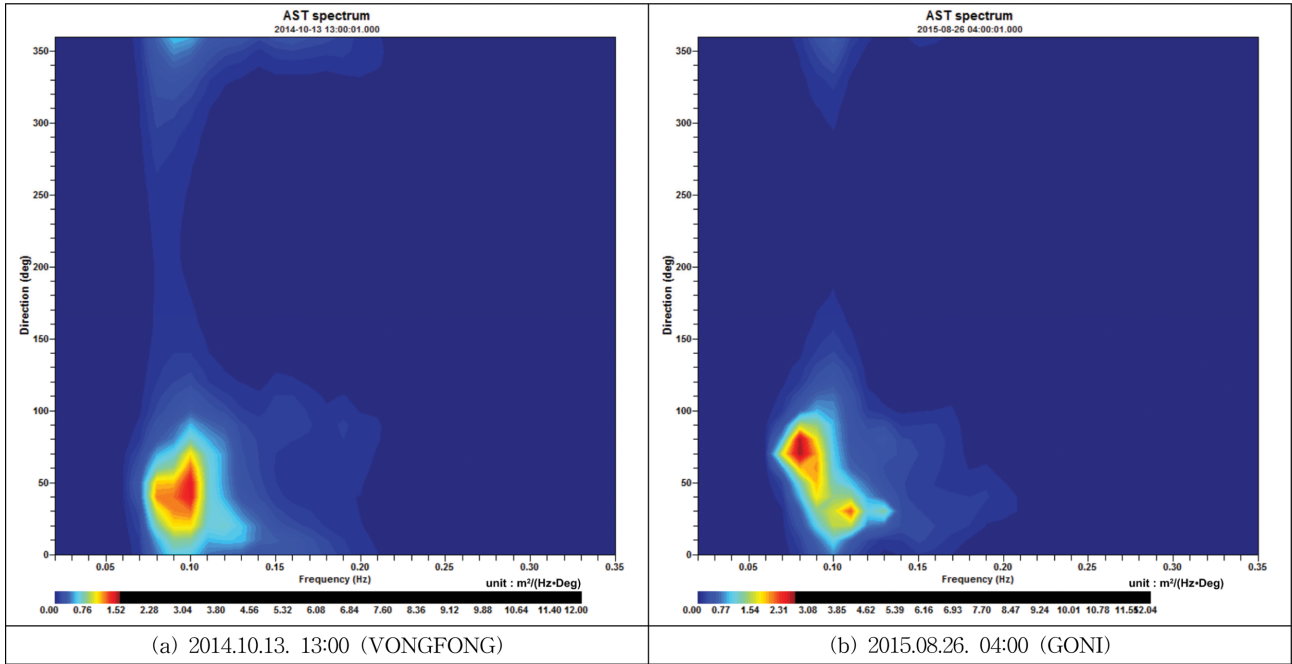 AST spectrum
2014-10-13 13:00:01.000
350
300
250
200
150
100
50
0
Direction (deg)
0.05 0.10 0.15 0.20 0.25 0.30 0.35
Frequency (Hz)
unit : m²/(Hz•Deg)
0.00 0.76 1.52 2.28 3.04 3.80 4.56 5.32 6.08 6.84 7.60 8.36 9.12 9.88 10.64 11.40 12.00
(a) 2014.10.13. 13:00 (VONGFONG)
AST spectrum
2015-08-26 04:00:01.000
350
300
250
200
150
100
50
0
Direction (deg)
0.05 0.10 0.15 0.20 0.25 0.30 0.35
Frequency (Hz)
unit : m²/(Hz•Deg)
0.00 0.77 1.54 2.31 3.08 3.85 4.62 5.39 6.16 6.93 7.70 8.47 9.24 10.01 10.78 11.55 12.04
(b) 2015.08.26. 04:00 (GONI)